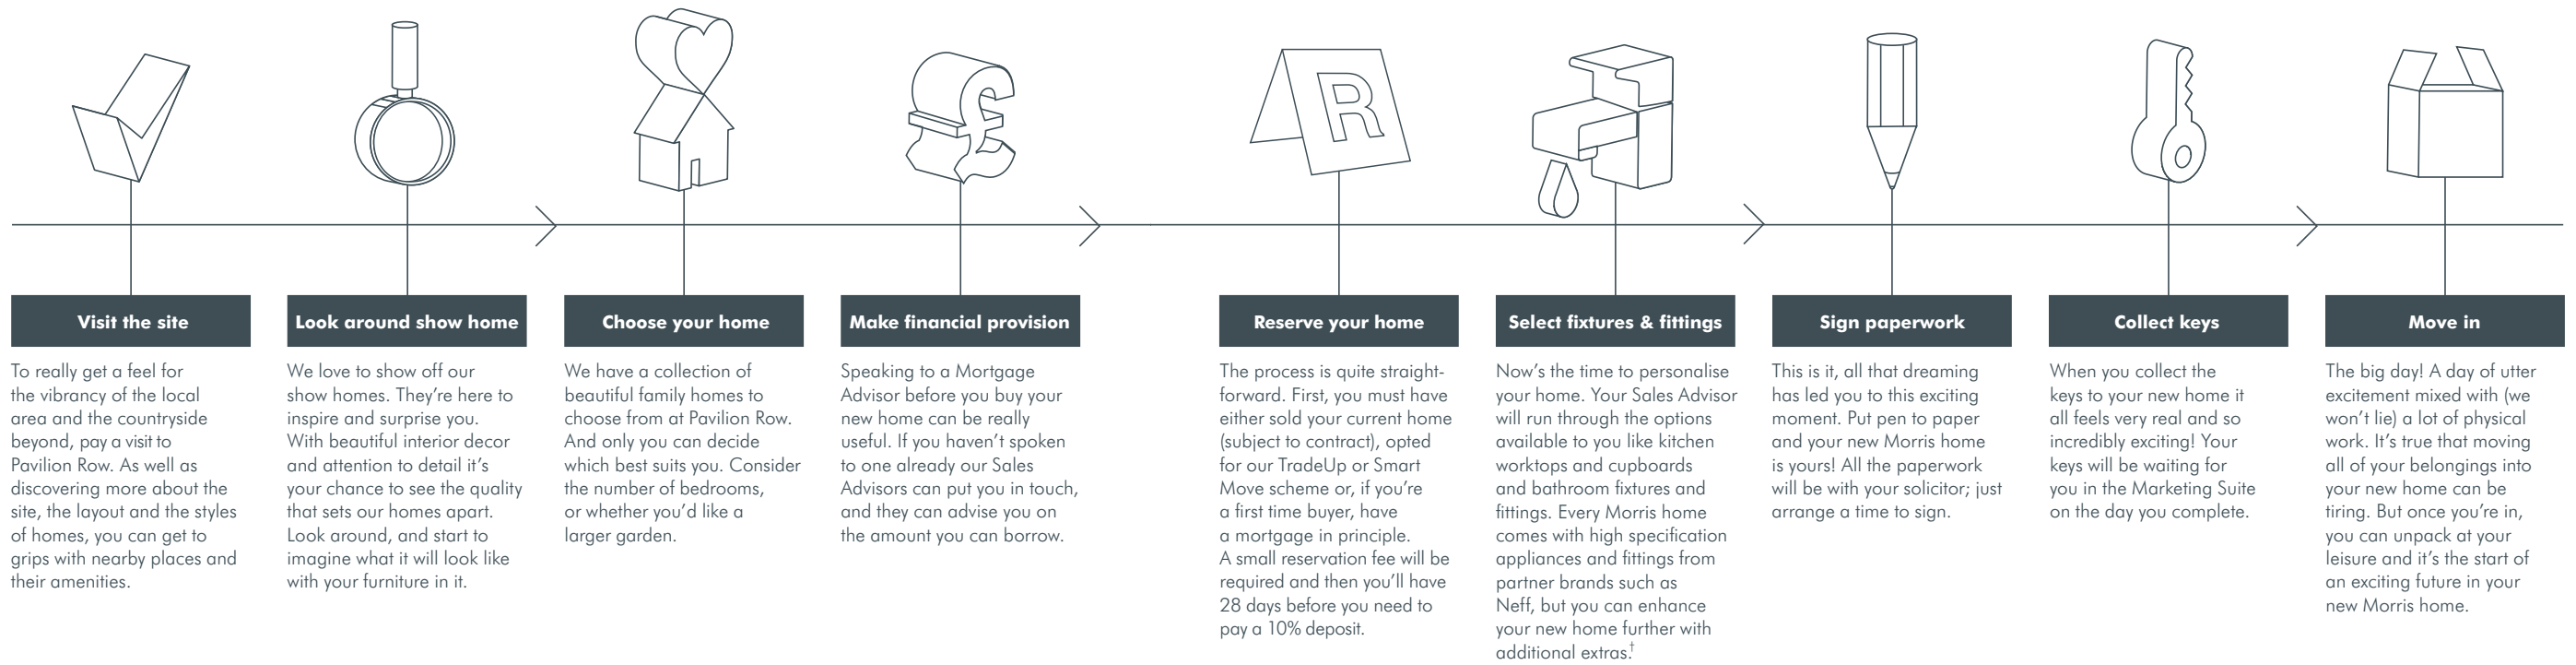 R
Visit the site
To really get a feel for
the vibrancy of the local
area and the countryside
beyond, pay a visit to
Pavilion Row. As well as
discovering more about the
site, the layout and the styles
of homes, you can get to
grips with nearby places and
their amenities.
Look around show home
We love to show off our
show homes. They’re here to
inspire and surprise you.
With beautiful interior decor
and attention to detail it’s
your chance to see the quality
that sets our homes apart.
Look around, and start to
imagine what it will look like
with your furniture in it.
Choose your home
We have a collection of
beautiful family homes to
choose from at Pavilion Row.
And only you can decide
which best suits you. Consider
the number of bedrooms,
or whether you’d like a
larger garden.
£
Make financial provision
Speaking to a Mortgage
Advisor before you buy your
new home can be really
useful. If you haven’t spoken
to one already our Sales
Advisors can put you in touch,
and they can advise you on
the amount you can borrow.
Reserve your home
The process is quite straight-
forward. First, you must have
either sold your current home
(subject to contract), opted
for our TradeUp or Smart
Move scheme or, if you’re
a first time buyer, have
a mortgage in principle.
A small reservation fee will be
required and then you’ll have
28 days before you need to
pay a 10% deposit.
Select fixtures & fittings
Now’s the time to personalise
your home. Your Sales Advisor
will run through the options
available to you like kitchen
worktops and cupboards
and bathroom fixtures and
fittings. Every Morris home
comes with high specification
appliances and fittings from
partner brands such as
Neff, but you can enhance
your new home further with
additional extras.†
Sign paperwork
This is it, all that dreaming
has led you to this exciting
moment. Put pen to paper
and your new Morris home
is yours! All the paperwork
will be with your solicitor; just
arrange a time to sign.
Collect keys
When you collect the
keys to your new home it
all feels very real and so
incredibly exciting! Your
keys will be waiting for
you in the Marketing Suite
on the day you complete.
Move in
The big day! A day of utter
excitement mixed with (we
won’t lie) a lot of physical
work. It’s true that moving
all of your belongings into
your new home can be
tiring. But once you’re in,
you can unpack at your
leisure and it’s the start of
an exciting future in your
new Morris home.